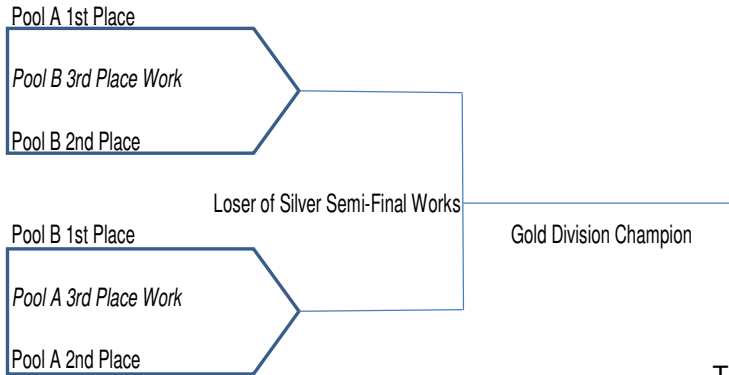 Pool A 1st Place
Pool B 3rd Place Work
Pool B 2nd Place
Loser of Silver Semi-Final Works
Pool B 1st Place
Gold Division Champion
Pool A 3rd Place Work
Pool A 2nd Place
T